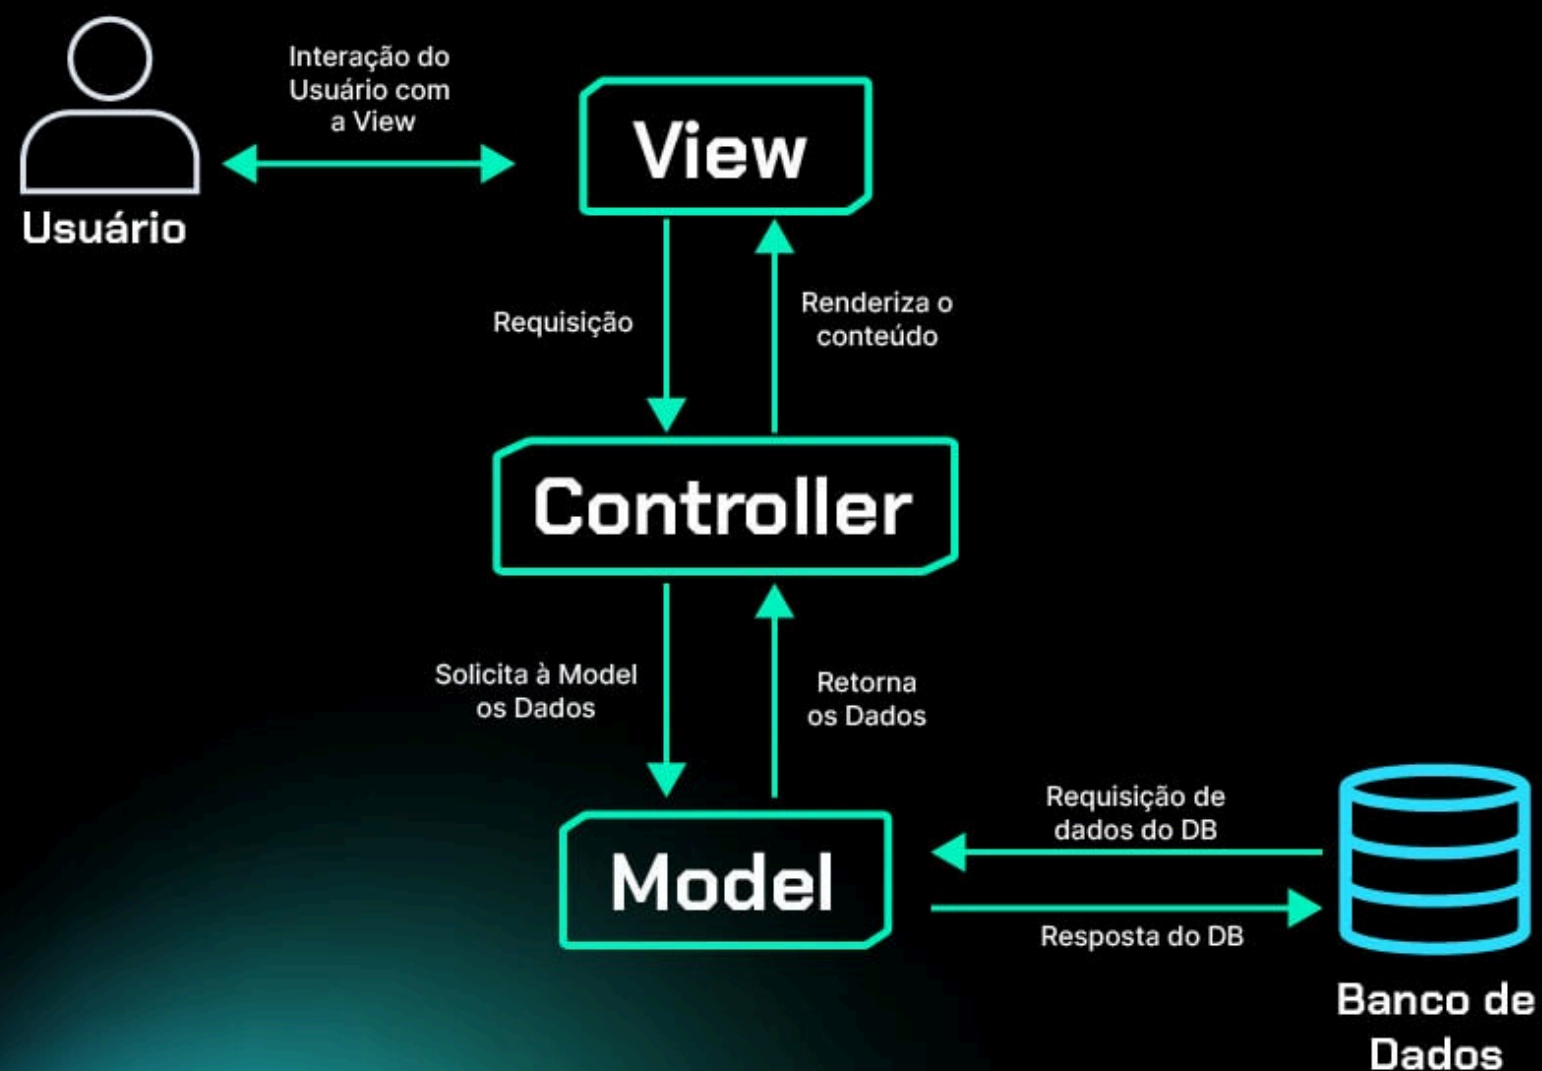 Interação do
Usuário com
a View
View
Usuário
Requisição
Renderiza o
conteúdo
Controller
Solicita à Model
os Dados
Retorna
os Dados
Requisição de
dados do DB
Model
Resposta do DB
Banco de
Dados